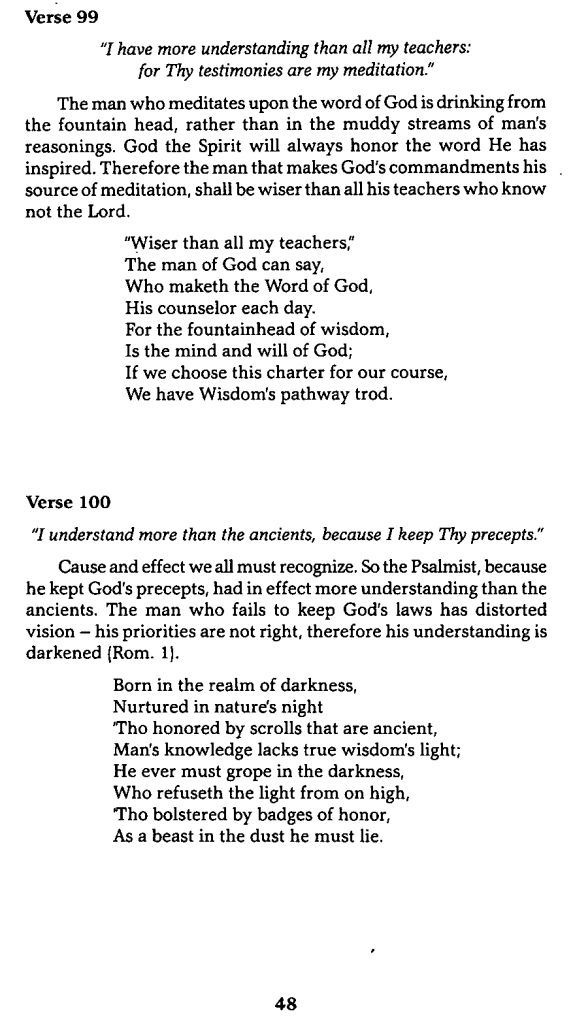 Verse 99
"I have more understanding than all my teachers:
for Thy testimonies are my meditation."
The man who meditates upon the word of God is drinking from
the fountain head, rather than in the muddy streams of man's
reasonings. God the Spirit will always honor the word He has
inspired. Therefore the man that makes God's commandments his
source of meditation, shall be wiser than all his teachers who know
not the Lord.
"Wiser than all my teachers,"
The man of God can say,
Who maketh the Word of God,
His counselor each day.
For the fountainhead of wisdom,
Is the mind and will of God;
If we choose this charter for our course,
We have Wisdom's pathway trod.
Verse 100
"I understand more than the ancients, because I keep Thy precepts."
Cause and effect we all must recognize. So the Psalmist, because
he kept God's precepts, had in effect more understanding than the
ancients. The man who fails to keep God's laws has distorted
vision – his priorities are not right, therefore his understanding is
darkened (Rom. 1).
Born in the realm of darkness,
Nurtured in nature's night
'Tho honored by scrolls that are ancient,
Man's knowledge lacks true wisdom's light;
He ever must grope in the darkness,
Who refuseth the light from on high,
'Tho bolstered by badges of honor,
As a beast in the dust he must lie.
48